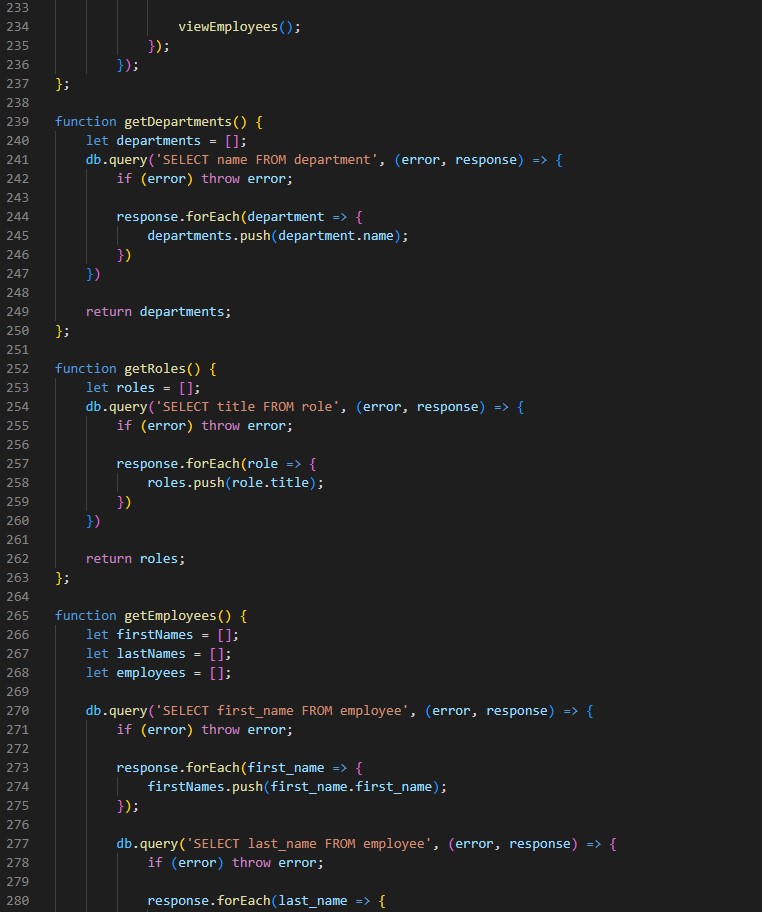 233
234                 viewEmployees();
235             });
236         });
237 };
238
239 function getDepartments() {
240     let departments = [];
241     db.query('SELECT name FROM department', (error, response) => {
242         if (error) throw error;
243
244         response.forEach(department => {
245             departments.push(department.name);
246         })
247     })
248
249     return departments;
250 };
251
252 function getRoles() {
253     let roles = [];
254     db.query('SELECT title FROM role', (error, response) => {
255         if (error) throw error;
256
257         response.forEach(role => {
258             roles.push(role.title);
259         })
260     })
261
262     return roles;
263 };
264
265 function getEmployees() {
266     let firstNames = [];
267     let lastNames = [];
268     let employees = [];
269
270     db.query('SELECT first_name FROM employee', (error, response) => {
271         if (error) throw error;
272
273         response.forEach(first_name => {
274             firstNames.push(first_name.first_name);
275         });
276
277         db.query('SELECT last_name FROM employee', (error, response) => {
278             if (error) throw error;
279
280             response.forEach(last_name => {